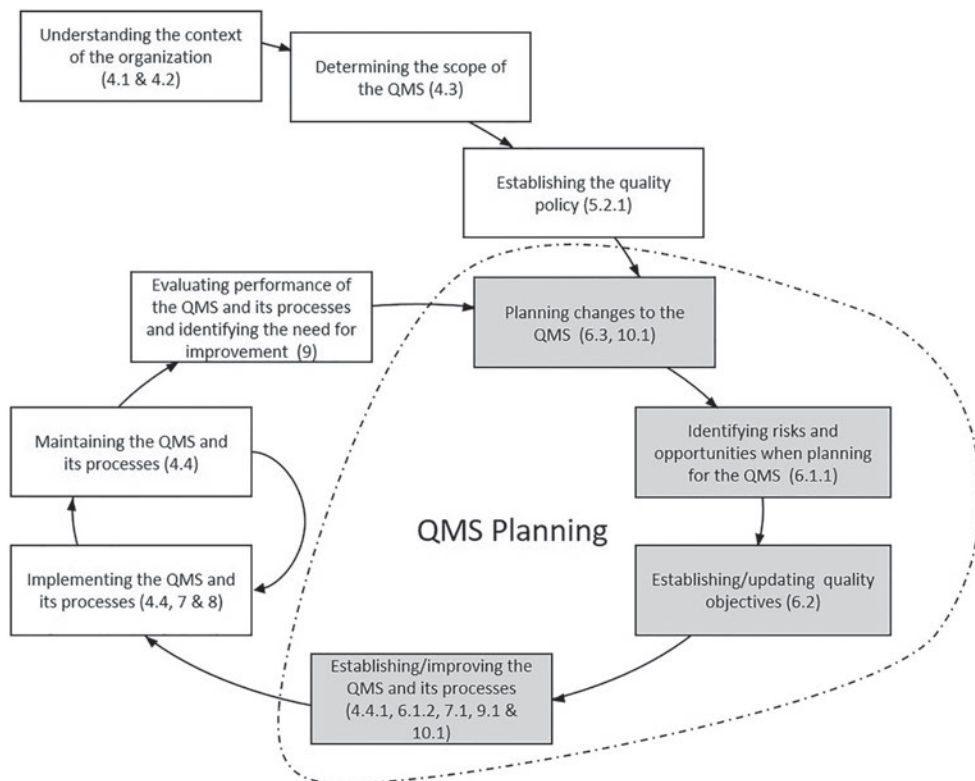 Understanding the context
of the organization
(4.1 & 4.2)
Determining the scope of
the QMS (4.3)
Establishing the quality
policy (5.2.1)
Evaluating performance of
the QMS and its processes
and identifying the need for
improvement (9)
Planning changes to the
QMS (6.3, 10.1)
Maintaining the QMS and
its processes (4.4)
Identifying risks and
opportunities when planning
for the QMS (6.1.1)
QMS Planning
Implementing the QMS and
its processes (4.4, 7 & 8)
Establishing/updating quality
objectives (6.2)
Establishing/improving the
QMS and its processes
(4.4.1, 6.1.2, 7.1, 9.1 &
10.1)